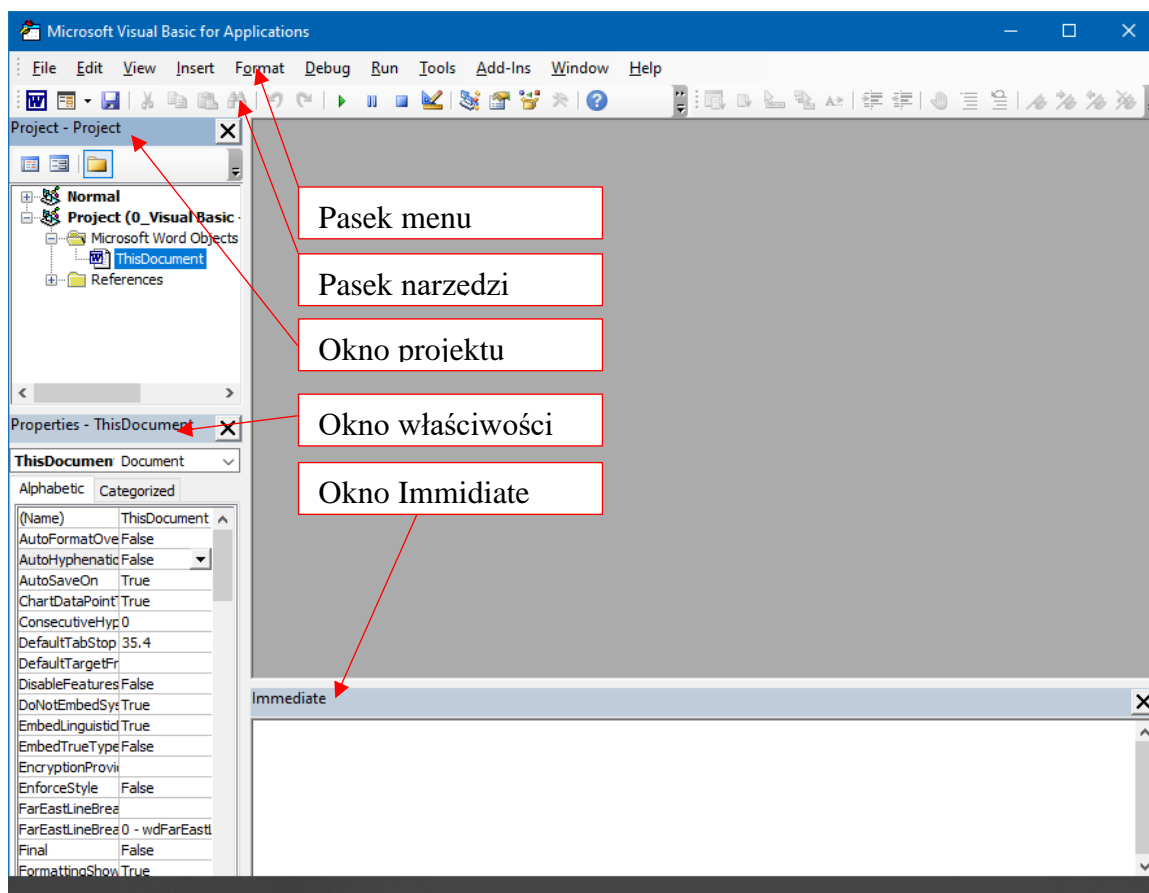 Microsoft Visual Basic for Applications
File Edit View Insert Format Debug Run Tools Add-Ins Window Help
Project - Project
Normal
Project (0_Visual Basic -
Microsoft Word Objects
ThisDocument
References
Pasek menu
Pasek narzedzi
Okno projektu
Okno właściwości
Okno Immidiate
Properties - ThisDocument
ThisDocumen Document
Alphabetic Categorized
(Name) ThisDocument
AutoFormatOve False
AutoHyphenatic False
AutoSaveOn True
ChartDataPointT True
ConsecutiveHyp 0
DefaultTabStop 35.4
DefaultTargetFr
DisableFeatures False
DoNotEmbedSys True
EmbedLinguistic True
EmbedTrueType False
EncryptionProvi
EnforceStyle False
FarEastLineBrea
FarEastLineBrea 0 - wdFarEastL
Final False
FormattingShow True
Immediate